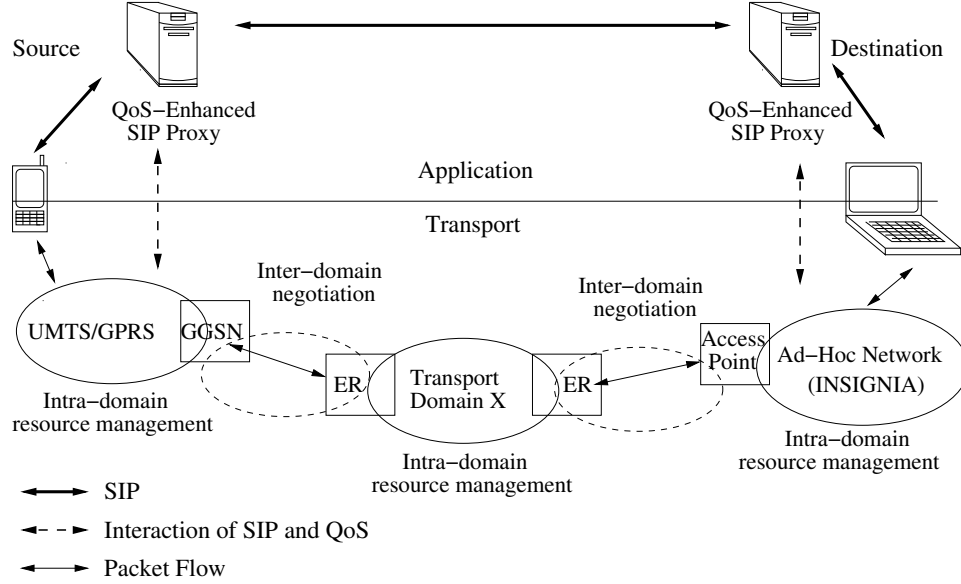 Source
Destination
QoS−Enhanced
SIP Proxy
QoS−Enhanced
SIP Proxy
Application
Transport
Inter−domain
negotiation
Inter−domain
negotiation
UMTS/GPRS
GGSN
Access
Point
Ad−Hoc Network
(INSIGNIA)
ER
Transport
Domain X
ER
Intra−domain
resource management
Intra−domain
resource management
Intra−domain
resource management
SIP
Interaction of SIP and QoS
Packet Flow